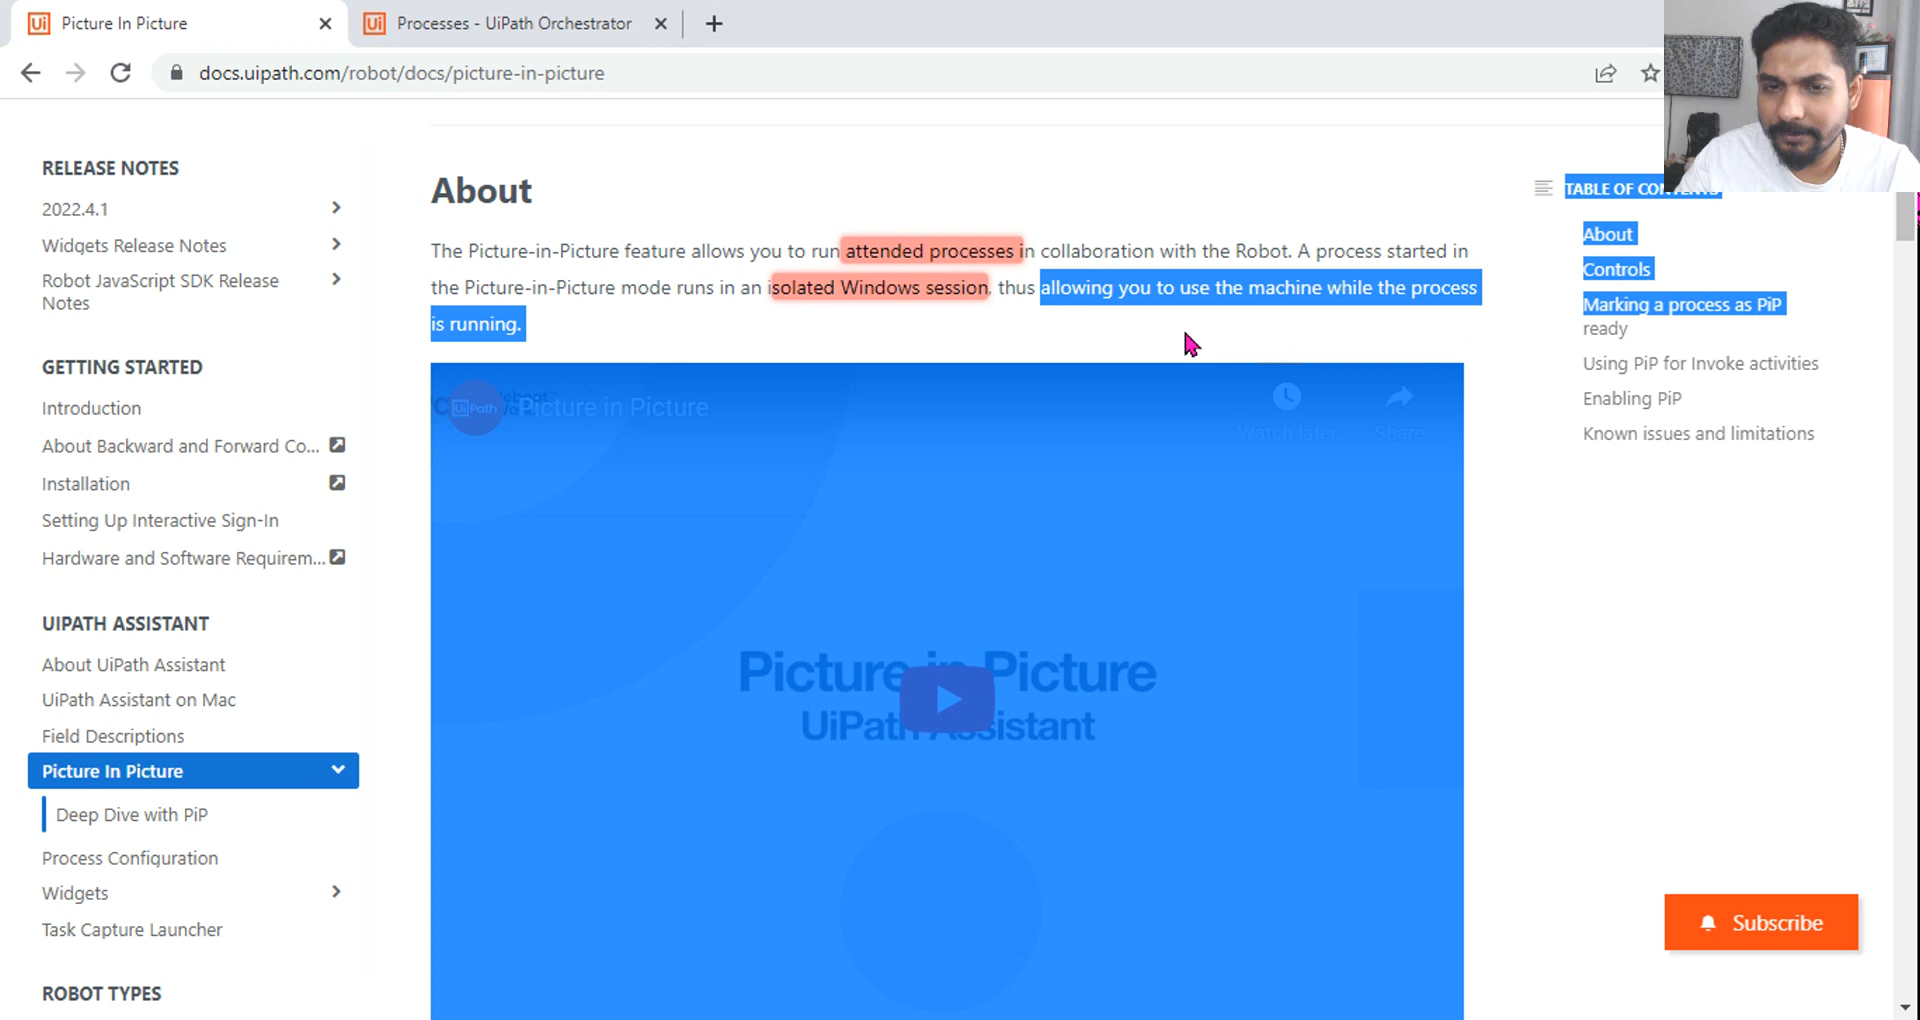 Picture In Picture
Processes - UiPath Orchestrator
docs.uipath.com/robot/docs/picture-in-picture
RELEASE NOTES
2022.4.1
Widgets Release Notes
Robot JavaScript SDK Release
Notes
GETTING STARTED
Introduction
About Backward and Forward Co...
Installation
Setting Up Interactive Sign-In
Hardware and Software Requirem...
UIPATH ASSISTANT
About UiPath Assistant
UiPath Assistant on Mac
Field Descriptions
Picture In Picture
Deep Dive with PiP
Process Configuration
Widgets
Task Capture Launcher
ROBOT TYPES
About
The Picture-in-Picture feature allows you to run attended processes in collaboration with the Robot. A process started in
the Picture-in-Picture mode runs in an isolated Windows session, thus allowing you to use the machine while the process
is running.
UiPath
Picture in Picture
Watch later
Share
Picture in Picture
UiPath Assistant
TABLE OF CONTENTS
About
Controls
Marking a process as PiP
ready
Using PiP for Invoke activities
Enabling PiP
Known issues and limitations
Subscribe